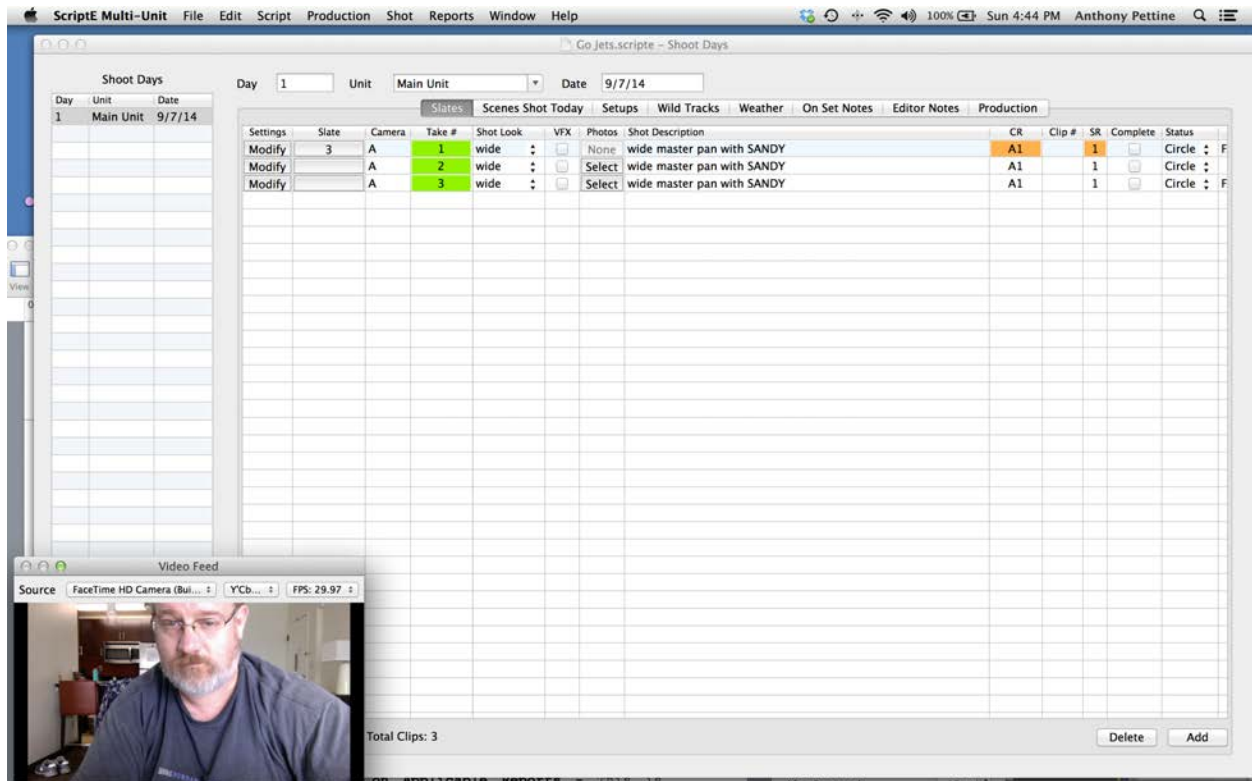 ScriptE Multi-Unit File Edit Script Production Shot Reports Window Help 100% Sun 4:44 PM Anthony Pettine
Go Jets.scripte – Shoot Days
Shoot Days
Day Unit Date
1 Main Unit 9/7/14
Day 1 Unit Main Unit Date 9/7/14
Slates Scenes Shot Today Setups Wild Tracks Weather On Set Notes Editor Notes Production
Settings Slate Camera Take # Shot Look VFX Photos Shot Description CR Clip # SR Complete Status
Modify 3 A 1 wide None wide master pan with SANDY A1 1 Circle F
Modify A 2 wide Select wide master pan with SANDY A1 1 Circle
Modify A 3 wide Select wide master pan with SANDY A1 1 Circle F
View
0
Video Feed
Source FaceTime HD Camera (Bui... Y'Cb... FPS: 29.97
Total Clips: 3
Delete Add
on applicable Reports